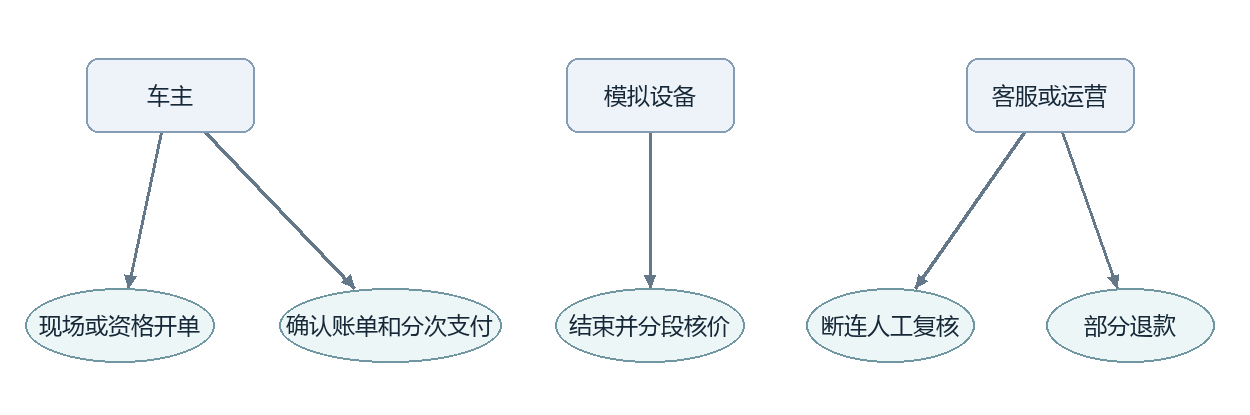 车主
模拟设备
客服或运营
现场或资格开单
确认账单和分次支付
结束并分段核价
断连人工复核
部分退款